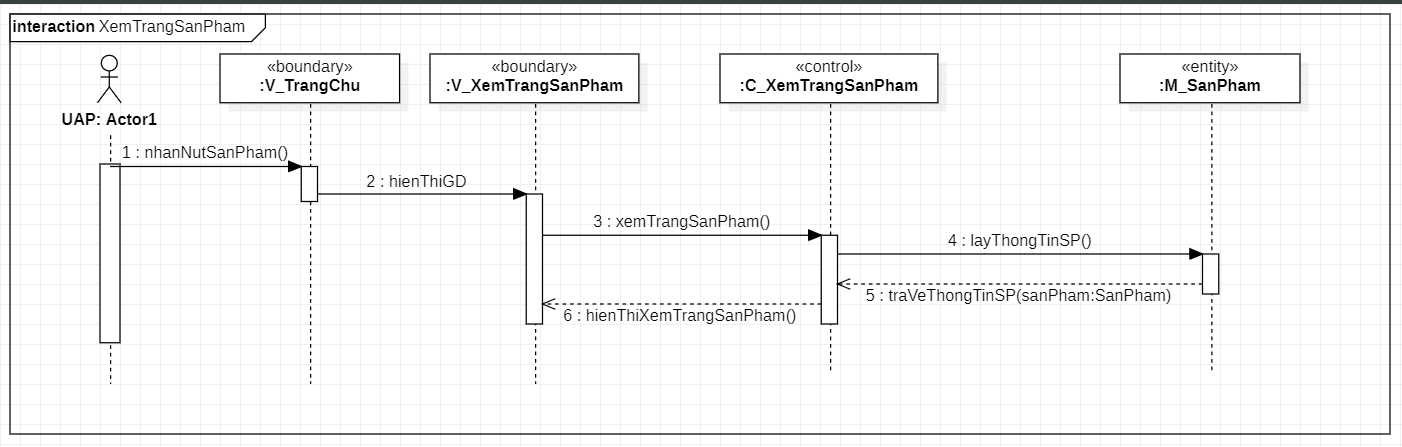 interaction XemTrangSanPham
«boundary»
:V_TrangChu
«boundary»
:V_XemTrangSanPham
«control»
:C_XemTrangSanPham
«entity»
:M_SanPham
UAP: Actor1
1 : nhanNutSanPham()
2 : hienThiGD
3 : xemTrangSanPham()
4 : layThongTinSP()
5 : traVeThongTinSP(sanPham:SanPham)
6 : hienThiXemTrangSanPham()